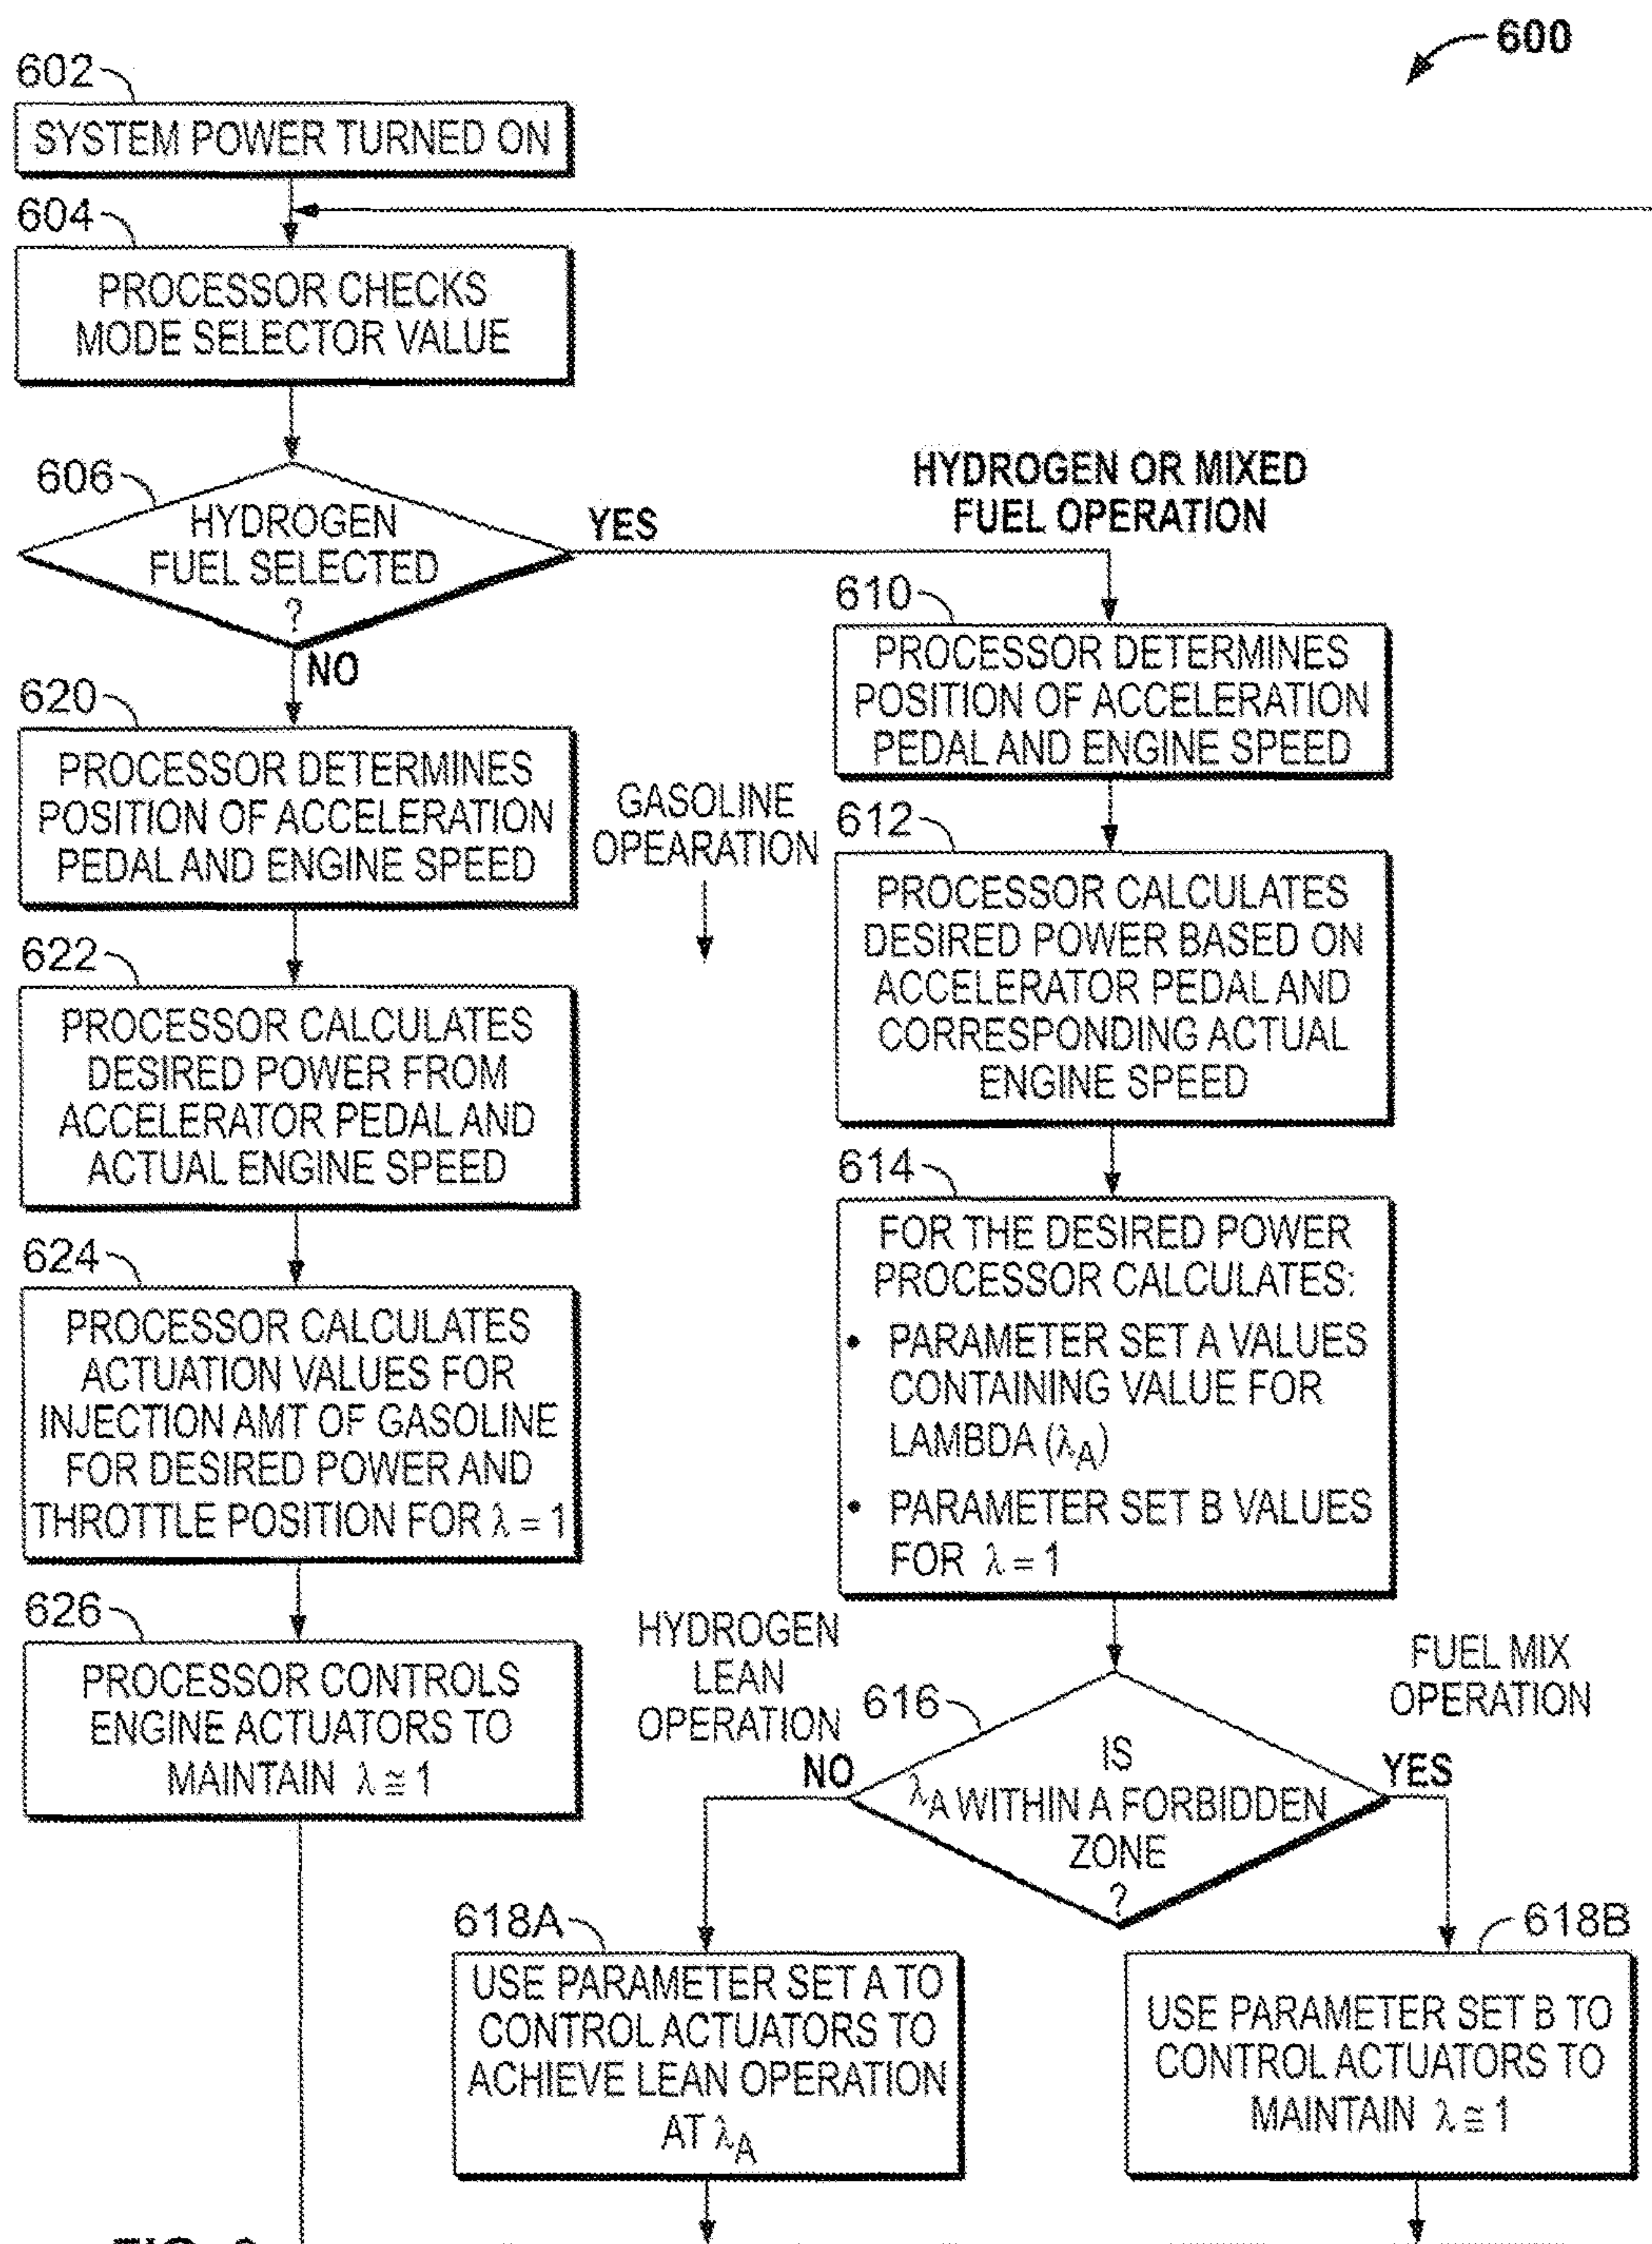 600
602
SYSTEM POWER TURNED ON
604
PROCESSOR CHECKS
MODE SELECTOR VALUE
606
HYDROGEN
FUEL SELECTED
?
YES
NO
HYDROGEN OR MIXED
FUEL OPERATION
610
PROCESSOR DETERMINES
POSITION OF ACCELERATION
PEDAL AND ENGINE SPEED
620
PROCESSOR DETERMINES
POSITION OF ACCELERATION
PEDAL AND ENGINE SPEED
GASOLINE
OPEARATION
612
PROCESSOR CALCULATES
DESIRED POWER BASED ON
ACCELERATOR PEDAL AND
CORRESPONDING ACTUAL
ENGINE SPEED
622
PROCESSOR CALCULATES
DESIRED POWER FROM
ACCELERATOR PEDAL AND
ACTUAL ENGINE SPEED
614
FOR THE DESIRED POWER
PROCESSOR CALCULATES:
• PARAMETER SET A VALUES
CONTAINING VALUE FOR
LAMBDA (λA)
• PARAMETER SET B VALUES
FOR λ = 1
624
PROCESSOR CALCULATES
ACTUATION VALUES FOR
INJECTION AMT OF GASOLINE
FOR DESIRED POWER AND
THROTTLE POSITION FOR λ = 1
626
PROCESSOR CONTROLS
ENGINE ACTUATORS TO
MAINTAIN λ ≅ 1
HYDROGEN
LEAN
OPERATION
NO
616
IS
λA WITHIN A FORBIDDEN
ZONE
?
FUEL MIX
OPERATION
YES
618A
USE PARAMETER SET A TO
CONTROL ACTUATORS TO
ACHIEVE LEAN OPERATION
AT λA
618B
USE PARAMETER SET B TO
CONTROL ACTUATORS TO
MAINTAIN λ ≅ 1